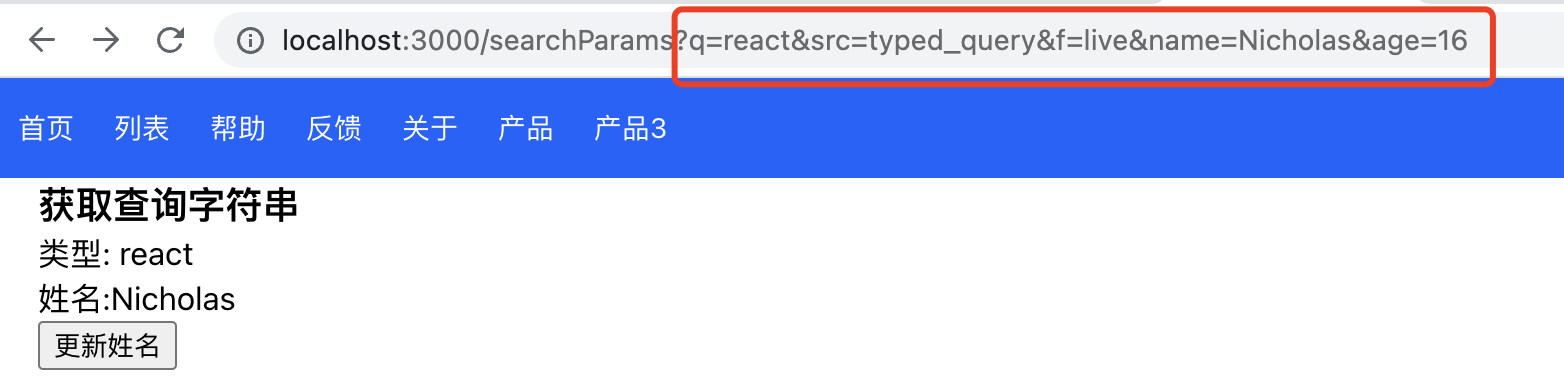 localhost:3000/searchParams?q=react&src=typed_query&f=live&name=Nicholas&age=16
首页 列表 帮助 反馈 关于 产品 产品3
获取查询字符串
类型: react
姓名:Nicholas
更新姓名